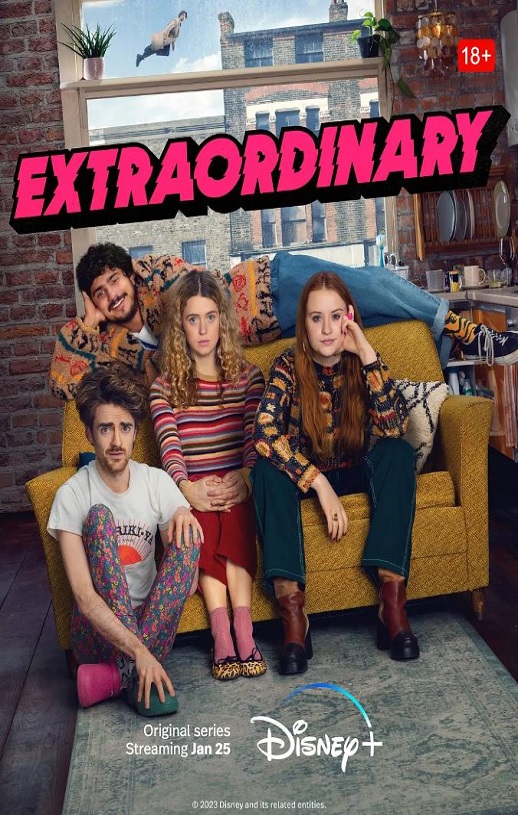 18+
EXTRAORDINARY
Original series
Streaming Jan 25
Disney+
© 2023 Disney and its related entities.